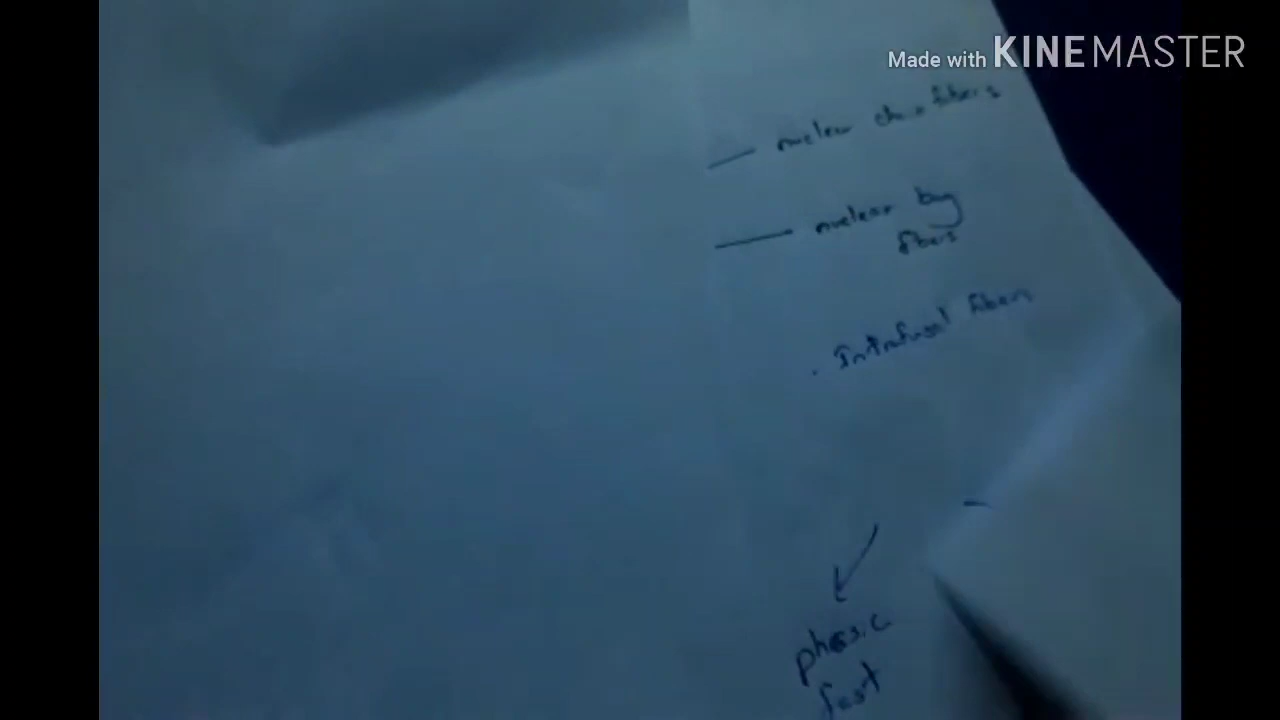 Made with KINEMASTER
nuclear chain fibers
nuclear bag
fibers
. Intrafusal fibers
phasic
fast